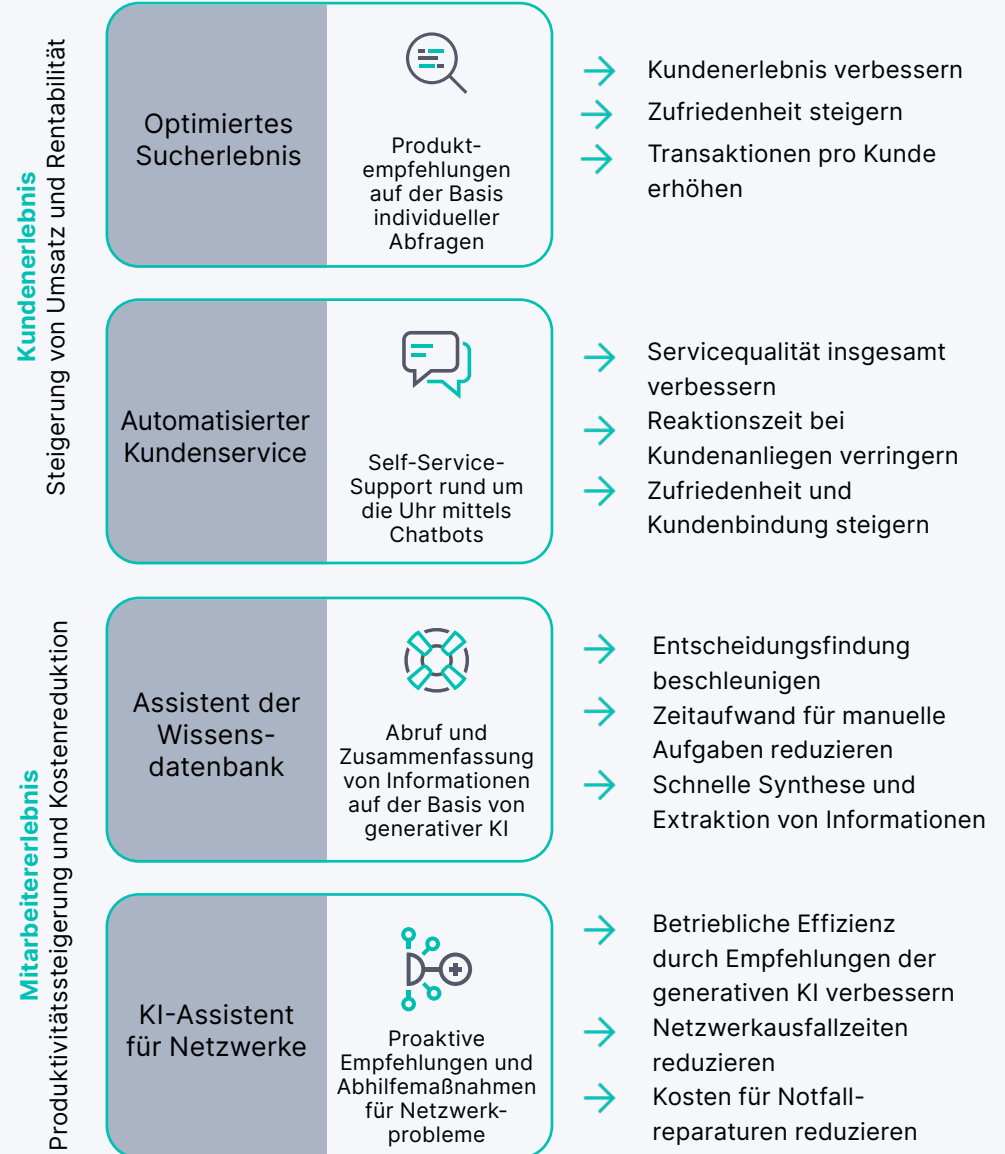 Kundenerlebnis
Steigerung von Umsatz und Rentabilität
Optimiertes
Sucherlebnis
Produkt-
empfehlungen
auf der Basis
individueller
Abfragen
Kundenerlebnis verbessern
Zufriedenheit steigern
Transaktionen pro Kunde
erhöhen
Automatisierter
Kundenservice
Self-Service-
Support rund um
die Uhr mittels
Chatbots
Servicequalität insgesamt
verbessern
Reaktionszeit bei
Kundenanliegen verringern
Zufriedenheit und
Kundenbindung steigern
Mitarbeitererlebnis
Produktivitätssteigerung und Kostenreduktion
Assistent der
Wissens-
datenbank
Abruf und
Zusammenfassung
von Informationen
auf der Basis von
generativer KI
Entscheidungsfindung
beschleunigen
Zeitaufwand für manuelle
Aufgaben reduzieren
Schnelle Synthese und
Extraktion von Informationen
KI-Assistent
für Netzwerke
Proaktive
Empfehlungen und
Abhilfemaßnahmen
für Netzwerk-
probleme
Betriebliche Effizienz
durch Empfehlungen der
generativen KI verbessern
Netzwerkausfallzeiten
reduzieren
Kosten für Notfall-
reparaturen reduzieren